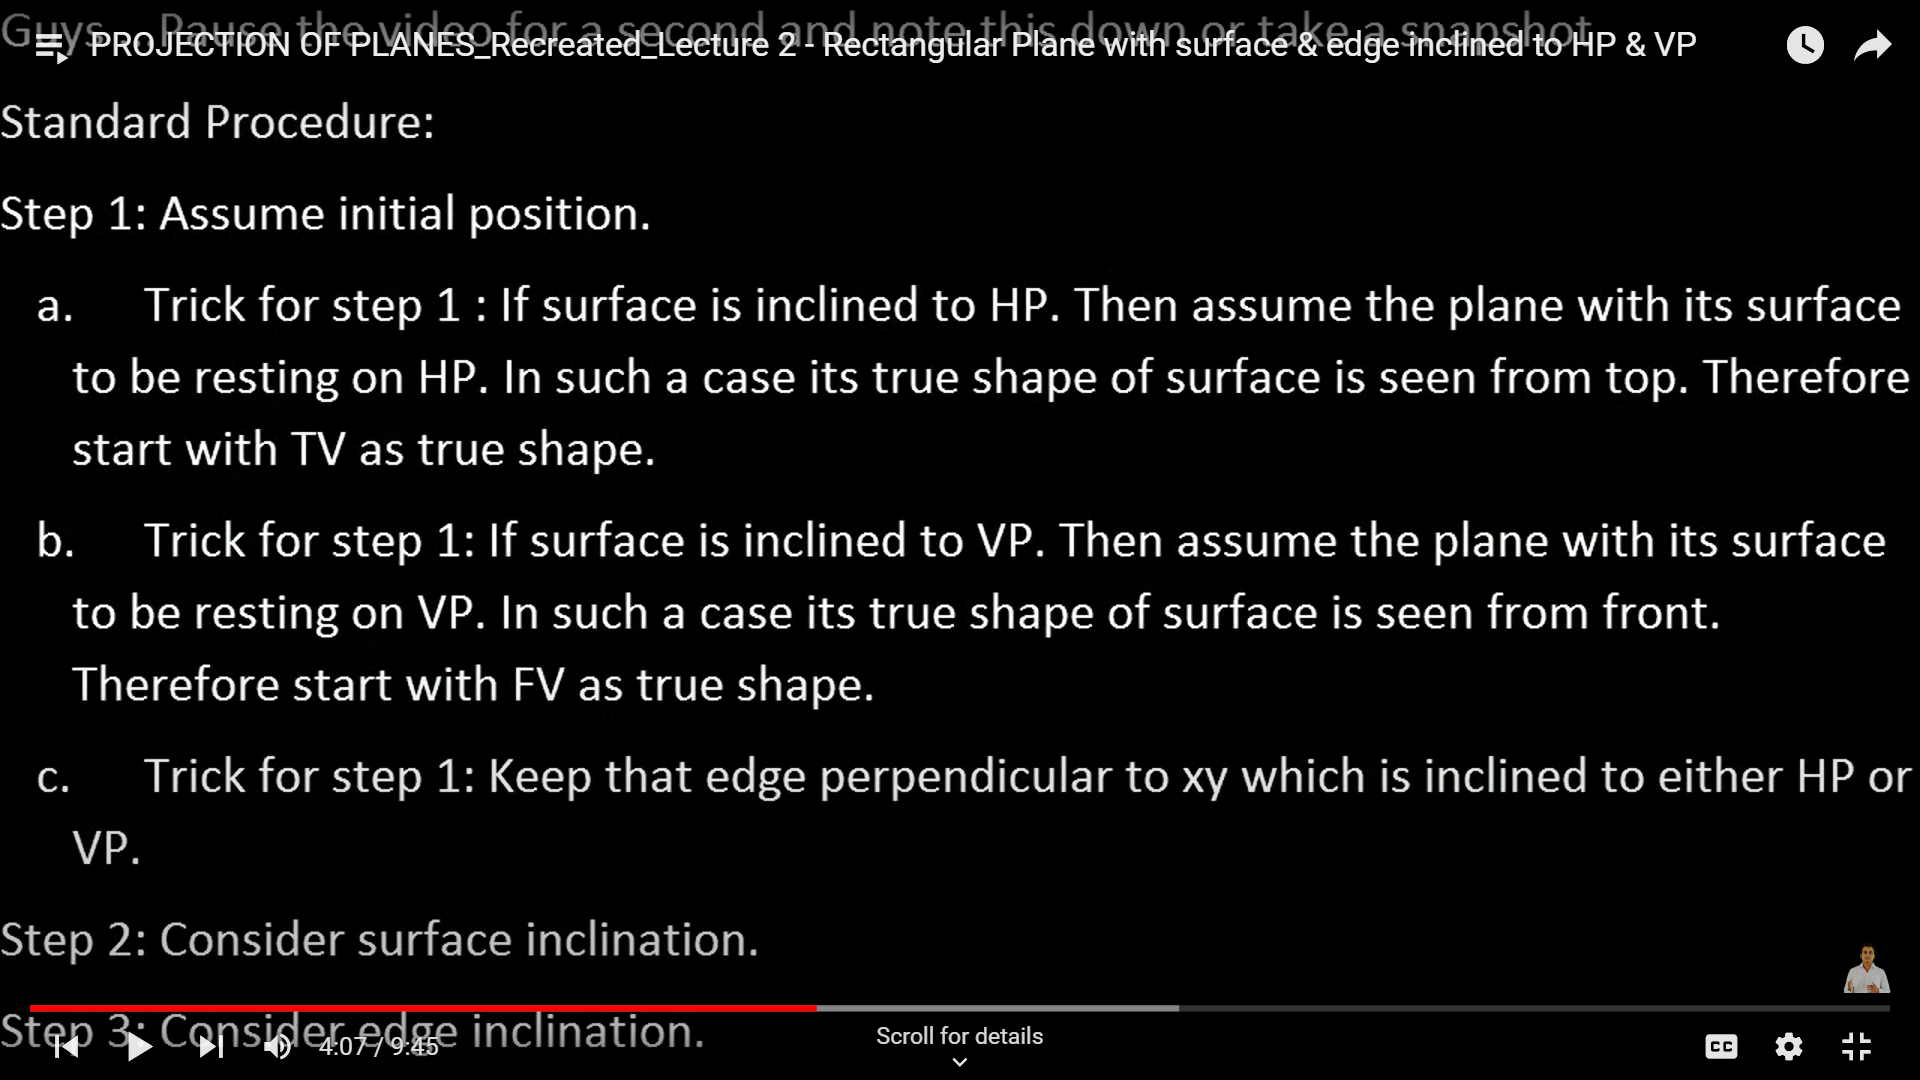 Guys... Pause the video for a second and note this down or take a snapshot
PROJECTION OF PLANES_Recreated_Lecture 2 - Rectangular Plane with surface & edge inclined to HP & VP
Standard Procedure:
Step 1: Assume initial position.
a. Trick for step 1 : If surface is inclined to HP. Then assume the plane with its surface
to be resting on HP. In such a case its true shape of surface is seen from top. Therefore
start with TV as true shape.
b. Trick for step 1: If surface is inclined to VP. Then assume the plane with its surface
to be resting on VP. In such a case its true shape of surface is seen from front.
Therefore start with FV as true shape.
c. Trick for step 1: Keep that edge perpendicular to xy which is inclined to either HP or
VP.
Step 2: Consider surface inclination.
Step 3: Consider edge inclination.
4:07 / 9:45
Scroll for details
CC